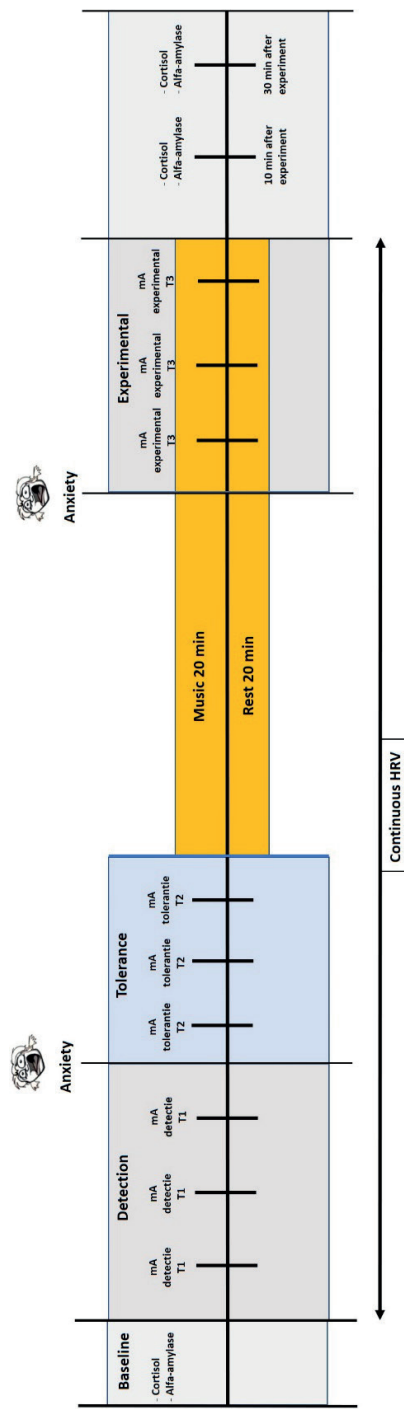 Baseline
- Cortisol
- Alfa-amylase
Detection
mA
detectie
T1
mA
detectie
T1
mA
detectie
T1
Anxiety
Tolerance
mA
tolerantie
T2
mA
tolerantie
T2
mA
tolerantie
T2
Music 20 min
Rest 20 min
Anxiety
Experimental
mA
experimental
T3
mA
experimental
T3
mA
experimental
T3
- Cortisol
- Alfa-amylase
10 min after
experiment
- Cortisol
- Alfa-amylase
30 min after
experiment
Continuous HRV